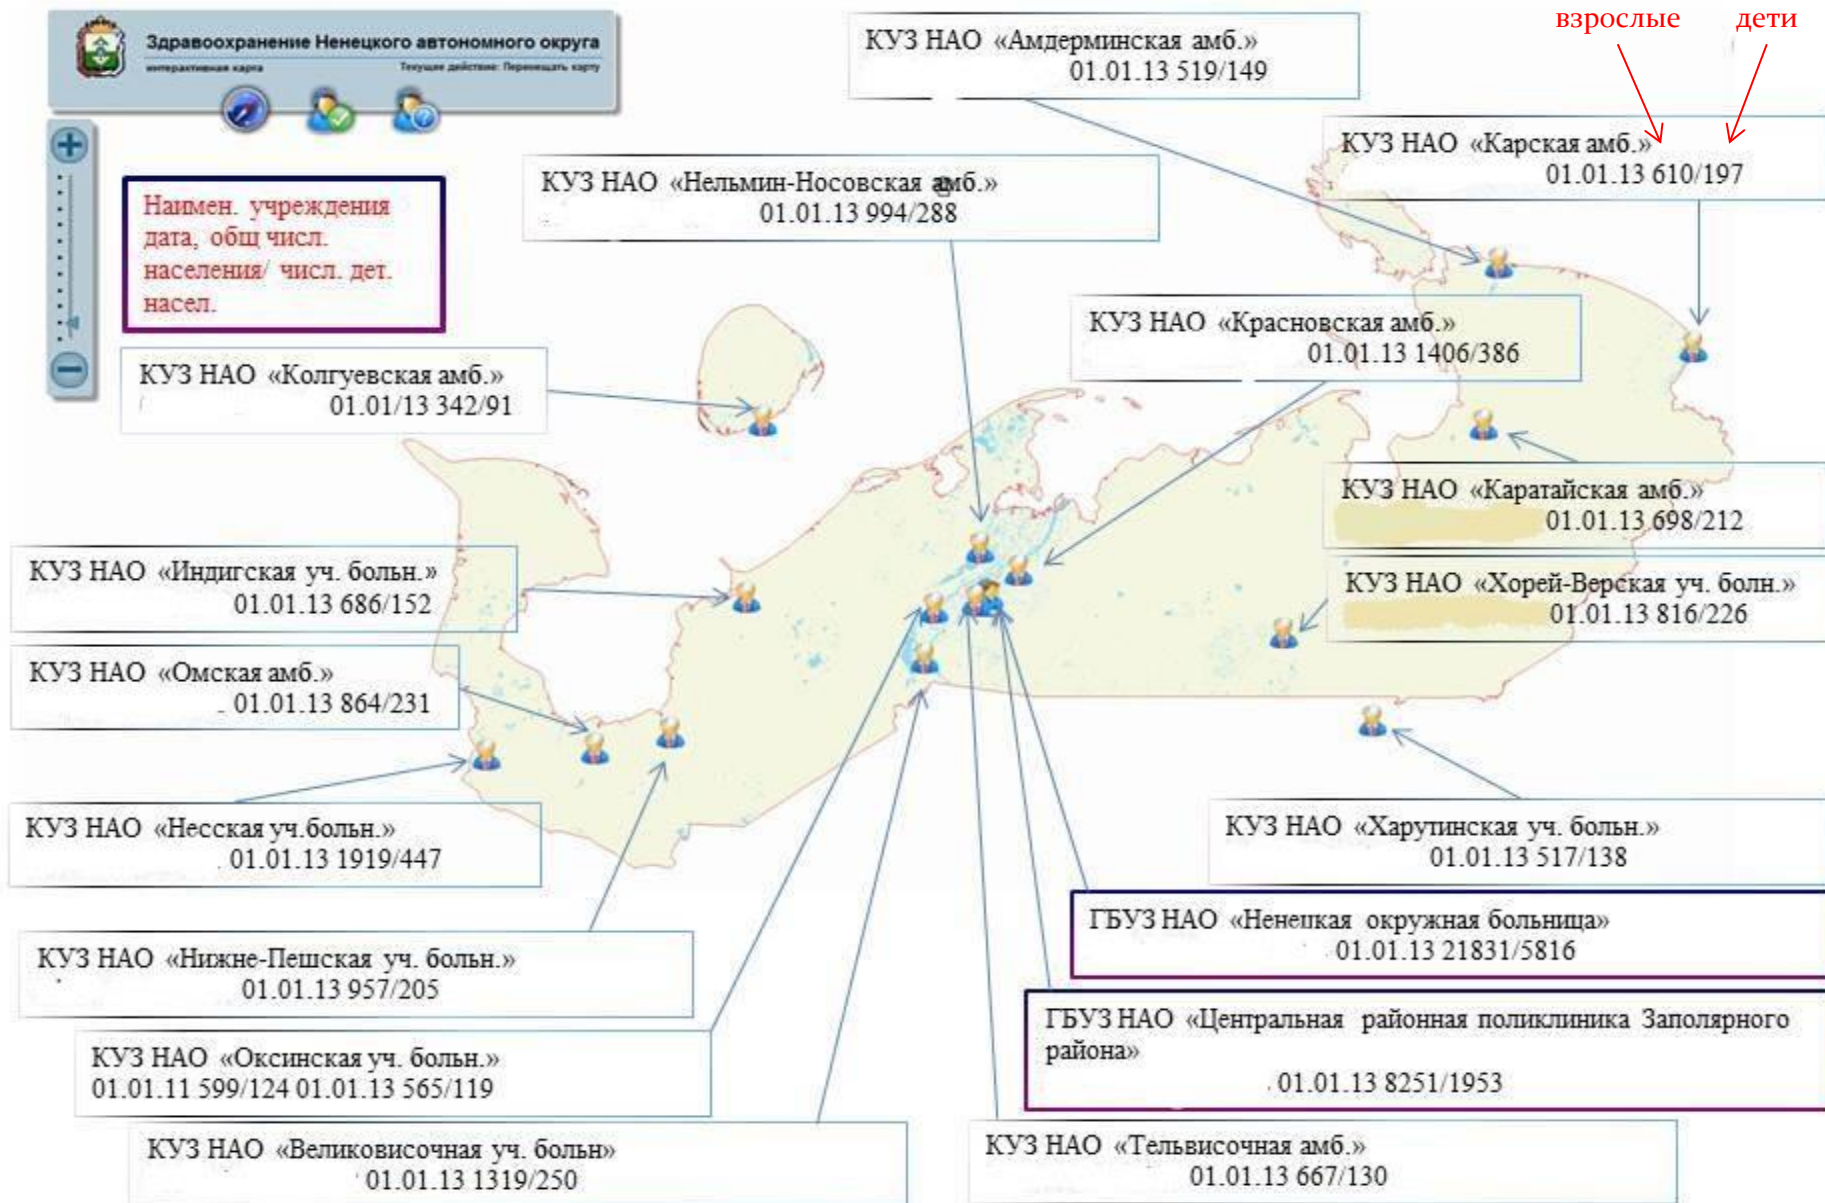 Здравоохранение Ненецкого автономного округа
интерактивная карта Текущее действие: Перемещать карту
взрослые дети
КУЗ НАО «Амдерминская амб.»
01.01.13 519/149
КУЗ НАО «Карская амб.»
01.01.13 610/197
КУЗ НАО «Нельмин-Носовская амб.»
01.01.13 994/288
Наимен. учреждения
дата, общ числ.
населения/ числ. дет.
насел.
КУЗ НАО «Красновская амб.»
01.01.13 1406/386
КУЗ НАО «Колгуевская амб.»
01.01/13 342/91
КУЗ НАО «Каратайская амб.»
01.01.13 698/212
КУЗ НАО «Индигская уч. больн.»
01.01.13 686/152
КУЗ НАО «Хорей-Верская уч. болн.»
01.01.13 816/226
КУЗ НАО «Омская амб.»
01.01.13 864/231
КУЗ НАО «Несская уч.больн.»
01.01.13 1919/447
КУЗ НАО «Харутинская уч. больн.»
01.01.13 517/138
ГБУЗ НАО «Ненецкая окружная больница»
01.01.13 21831/5816
КУЗ НАО «Нижне-Пешская уч. больн.»
01.01.13 957/205
ГБУЗ НАО «Центральная районная поликлиника Заполярного
района»
01.01.13 8251/1953
КУЗ НАО «Оксинская уч. больн.»
01.01.11 599/124 01.01.13 565/119
КУЗ НАО «Великовисочная уч. больн»
01.01.13 1319/250
КУЗ НАО «Тельвисочная амб.»
01.01.13 667/130